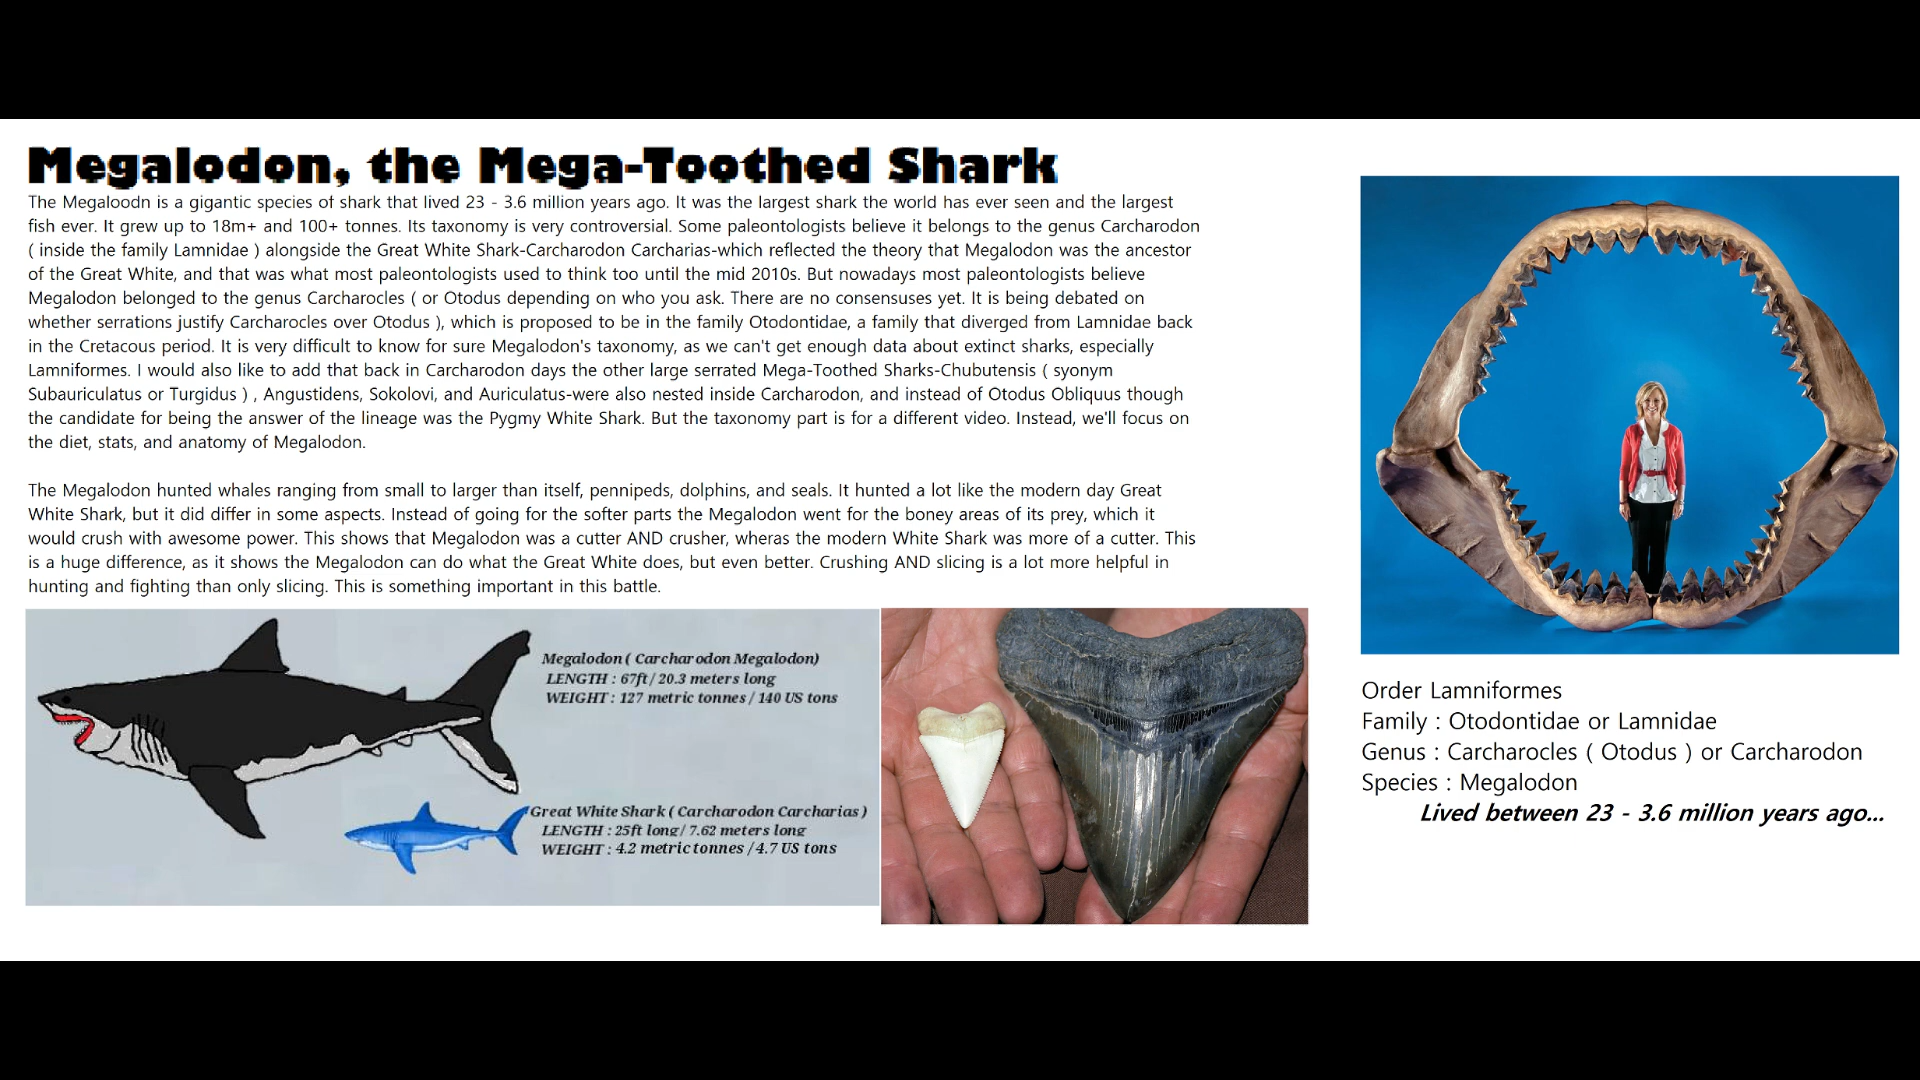 Megalodon, the Mega-Toothed Shark
The Megaloodn is a gigantic species of shark that lived 23 - 3.6 million years ago. It was the largest shark the world has ever seen and the largest
fish ever. It grew up to 18m+ and 100+ tonnes. Its taxonomy is very controversial. Some paleontologists believe it belongs to the genus Carcharodon
( inside the family Lamnidae ) alongside the Great White Shark-Carcharodon Carcharias-which reflected the theory that Megalodon was the ancestor
of the Great White, and that was what most paleontologists used to think too until the mid 2010s. But nowadays most paleontologists believe
Megalodon belonged to the genus Carcharocles ( or Otodus depending on who you ask. There are no consensuses yet. It is being debated on
whether serrations justify Carcharocles over Otodus ), which is proposed to be in the family Otodontidae, a family that diverged from Lamnidae back
in the Cretacous period. It is very difficult to know for sure Megalodon's taxonomy, as we can't get enough data about extinct sharks, especially
Lamniformes. I would also like to add that back in Carcharodon days the other large serrated Mega-Toothed Sharks-Chubutensis ( synonym
Subauriculatus or Turgidus ) , Angustidens, Sokolovi, and Auriculatus-were also nested inside Carcharodon, and instead of Otodus Obliquus though
the candidate for being the answer of the lineage was the Pygmy White Shark. But the taxonomy part is for a different video. Instead, we'll focus on
the diet, stats, and anatomy of Megalodon.
The Megalodon hunted whales ranging from small to larger than itself, pennipeds, dolphins, and seals. It hunted a lot like the modern day Great
White Shark, but it did differ in some aspects. Instead of going for the softer parts the Megalodon went for the boney areas of its prey, which it
would crush with awesome power. This shows that Megalodon was a cutter AND crusher, wheras the modern White Shark was more of a cutter. This
is a huge difference, as it shows the Megalodon can do what the Great White does, but even better. Crushing AND slicing is a lot more helpful in
hunting and fighting than only slicing. This is something important in this battle.
Megalodon ( Carcharodon Megalodon)
LENGTH : 67ft / 20.3 meters long
WEIGHT : 127 metric tonnes / 140 US tons
Great White Shark ( Carcharodon Carcharias )
LENGTH : 25ft long / 7.62 meters long
WEIGHT : 4.2 metric tonnes / 4.7 US tons
Order Lamniformes
Family : Otodontidae or Lamnidae
Genus : Carcharocles ( Otodus ) or Carcharodon
Species : Megalodon
Lived between 23 - 3.6 million years ago...